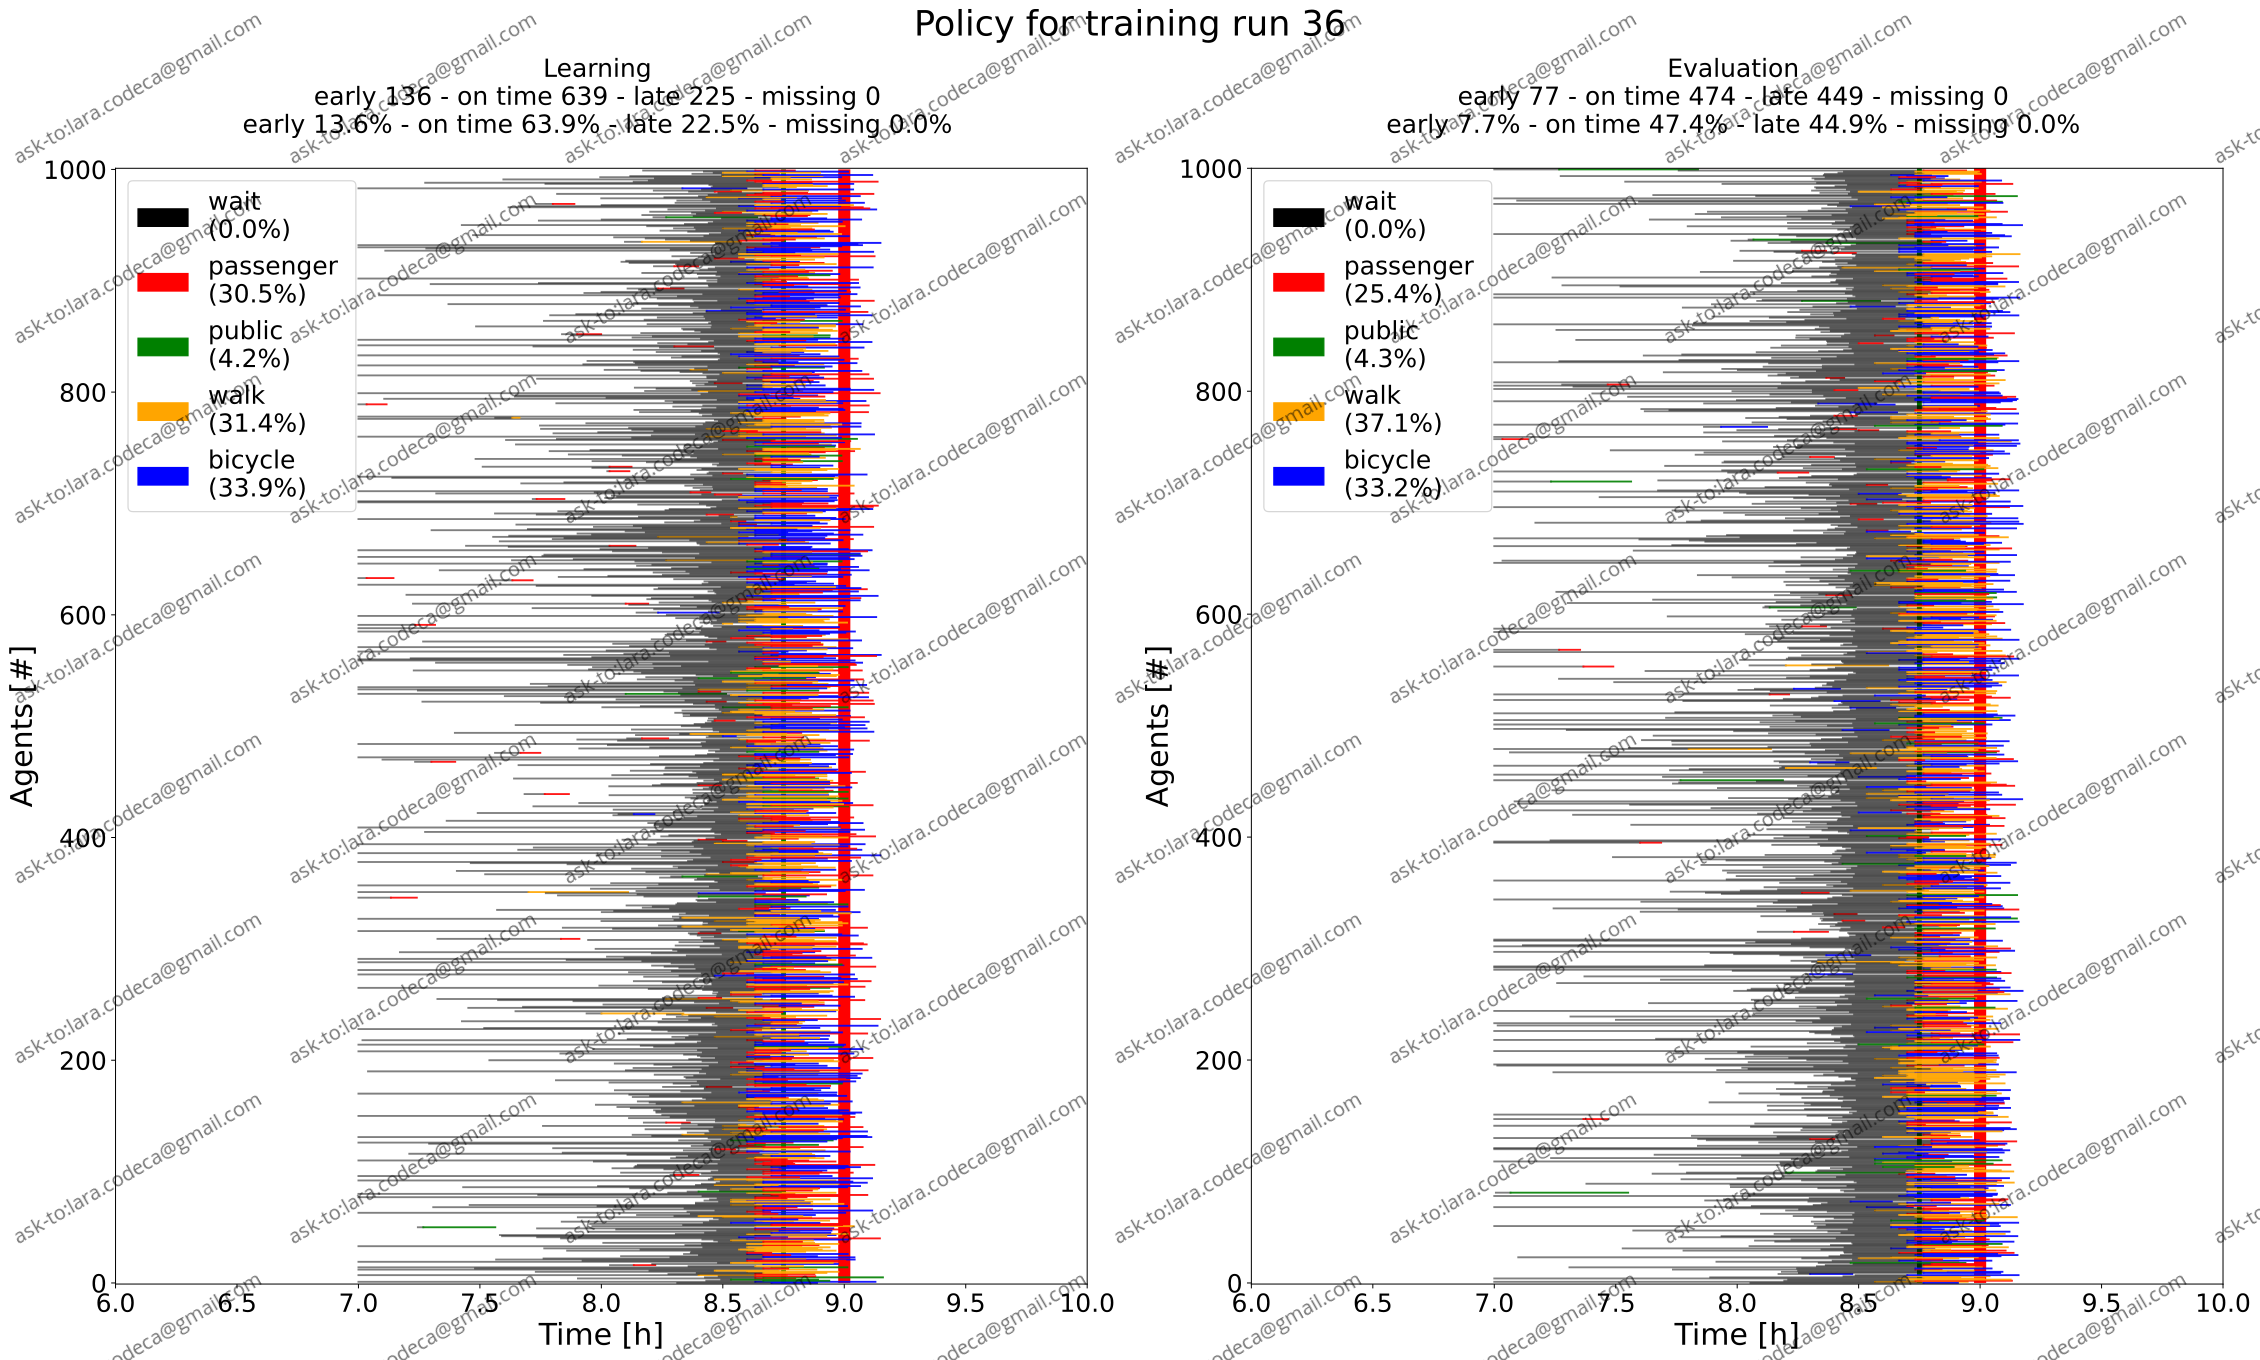 Policy for training run 36
Learning
early 136 - on time 639 - late 225 - missing 0
early 13.6% - on time 63.9% - late 22.5% - missing 0.0%
1000
800
600
400
200
0
Agents [#]
wait
(0.0%)
passenger
(30.5%)
public
(4.2%)
walk
(31.4%)
bicycle
(33.9%)
6.0 6.5 7.0 7.5 8.0 8.5 9.0 9.5 10.0
Time [h]
Evaluation
early 77 - on time 474 - late 449 - missing 0
early 7.7% - on time 47.4% - late 44.9% - missing 0.0%
1000
800
600
400
200
0
Agents [#]
wait
(0.0%)
passenger
(25.4%)
public
(4.3%)
walk
(37.1%)
bicycle
(33.2%)
6.0 6.5 7.0 7.5 8.0 8.5 9.0 9.5 10.0
Time [h]
ask-to:lara.codeca@gmail.com